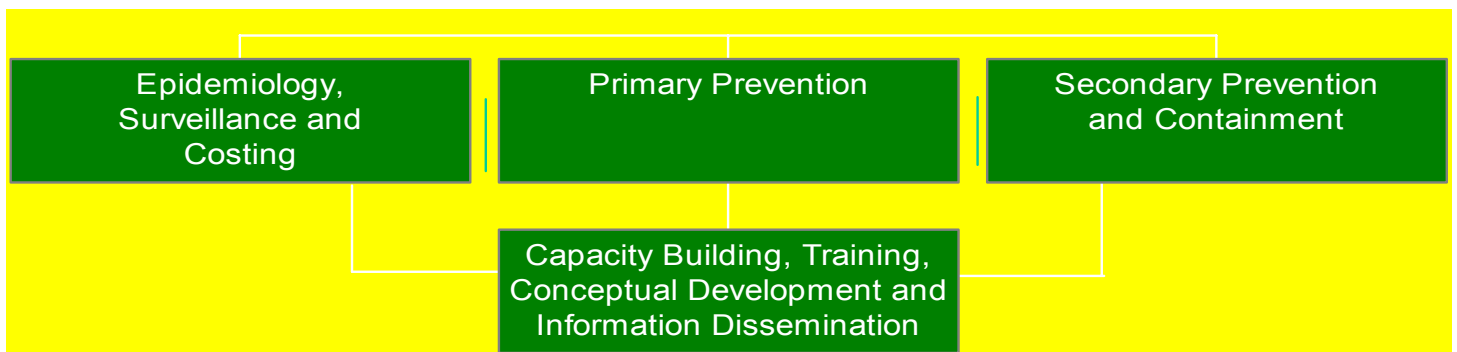 Epidemiology,
Surveillance and
Costing
Primary Prevention
Secondary Prevention
and Containment
Capacity Building, Training,
Conceptual Development and
Information Dissemination